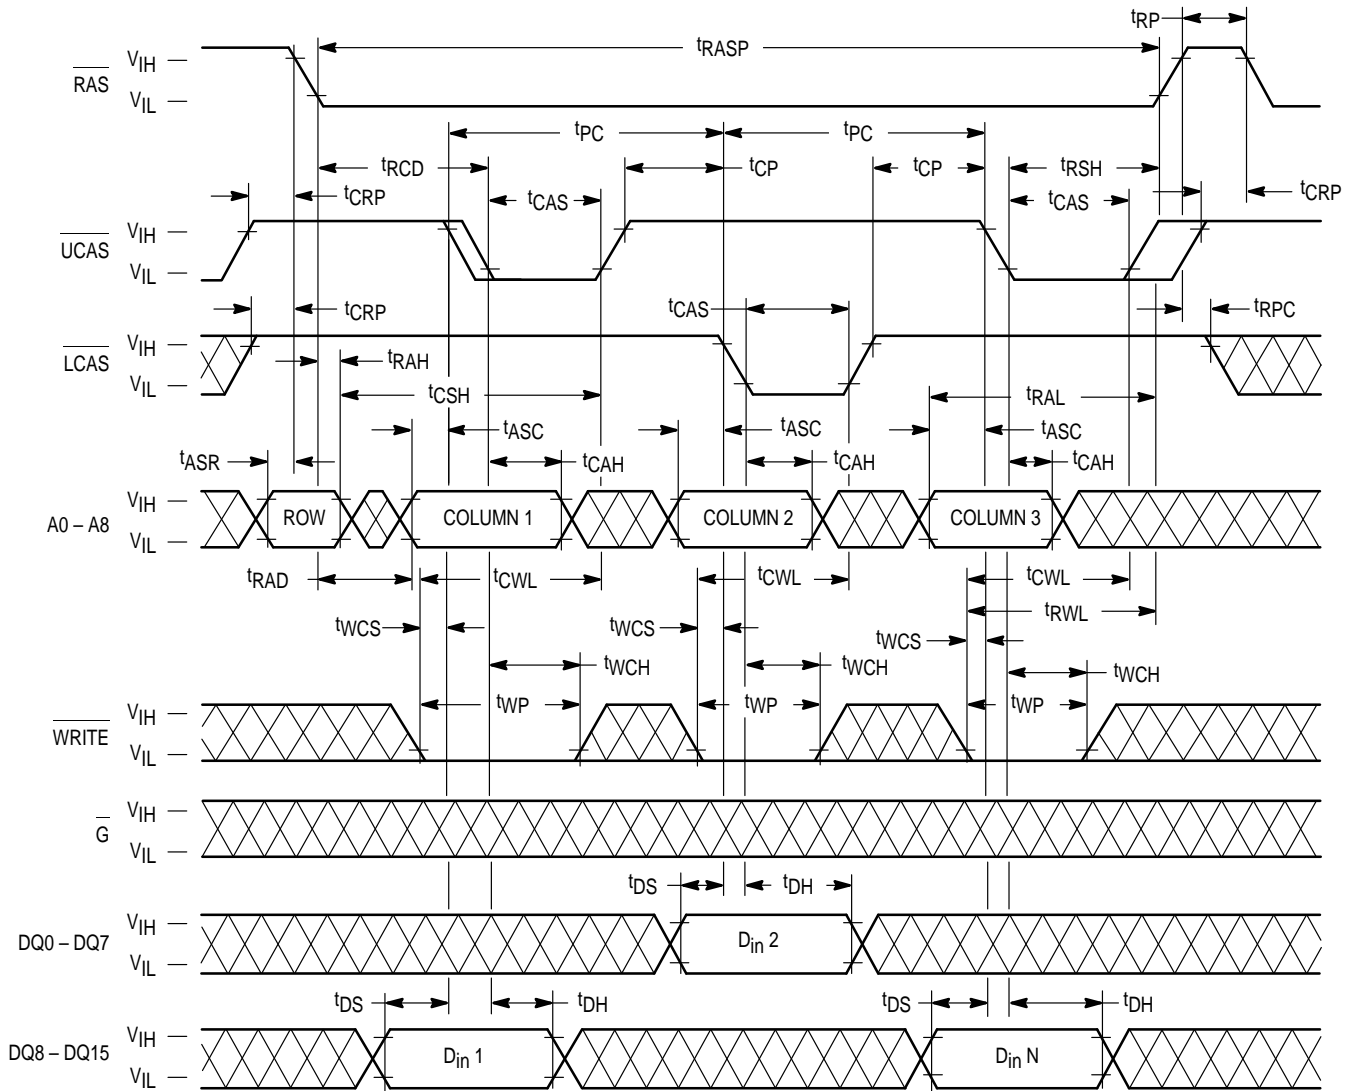 tRP
tRASP
RAS
VIH
VIL
tPC
tPC
tRCD
tCP
tCP
tRSH
tCRP
tCAS
tCAS
tCRP
UCAS
VIH
VIL
tCRP
tCAS
tRPC
LCAS
VIH
VIL
tRAH
tCSH
tRAL
tASC
tASC
tASC
tASR
tCAH
tCAH
tCAH
A0 – A8
VIH
VIL
ROW
COLUMN 1
COLUMN 2
COLUMN 3
tRAD
tCWL
tCWL
tCWL
tRWL
tWCS
tWCS
tWCS
tWCH
tWCH
tWCH
tWP
tWP
tWP
WRITE
VIH
VIL
G
VIH
VIL
tDS
tDH
DQ0 – DQ7
VIH
VIL
Din 2
tDS
tDH
tDS
tDH
DQ8 – DQ15
VIH
VIL
Din 1
Din N